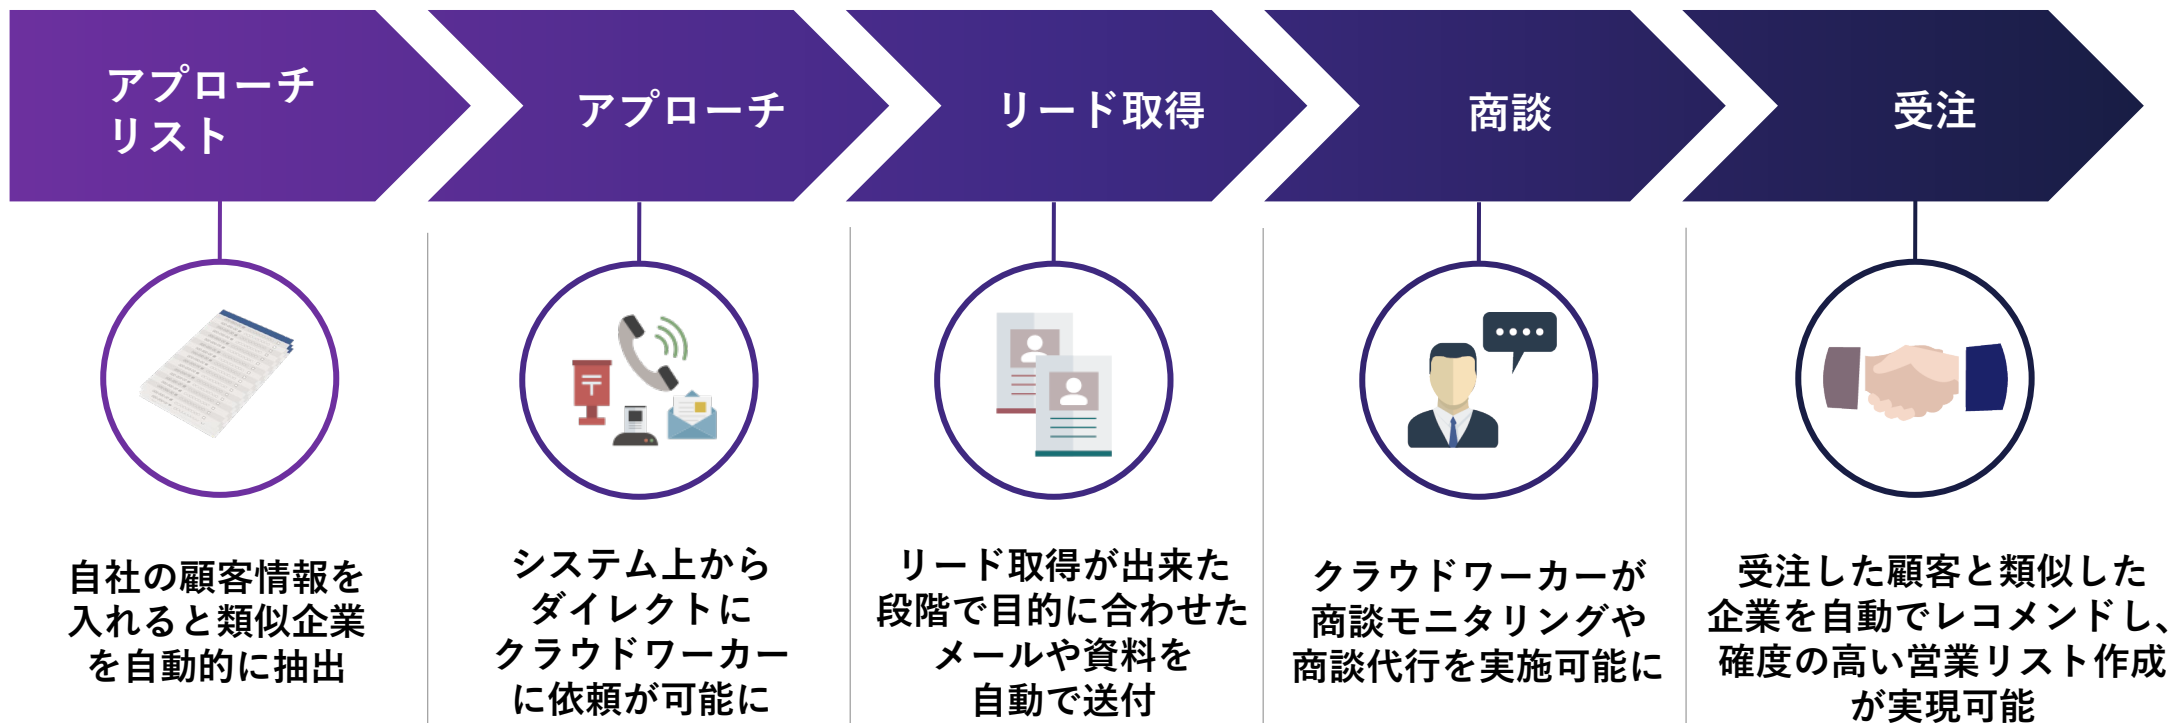 アプローチ
リスト
アプローチ
リード取得
商談
受注
自社の顧客情報を
入れると類似企業
を自動的に抽出
システム上から
ダイレクトに
クラウドワーカー
に依頼が可能に
リード取得が出来た
段階で目的に合わせた
メールや資料を
自動で送付
クラウドワーカーが
商談モニタリングや
商談代行を実施可能に
受注した顧客と類似した
企業を自動でレコメンドし、
確度の高い営業リスト作成
が実現可能